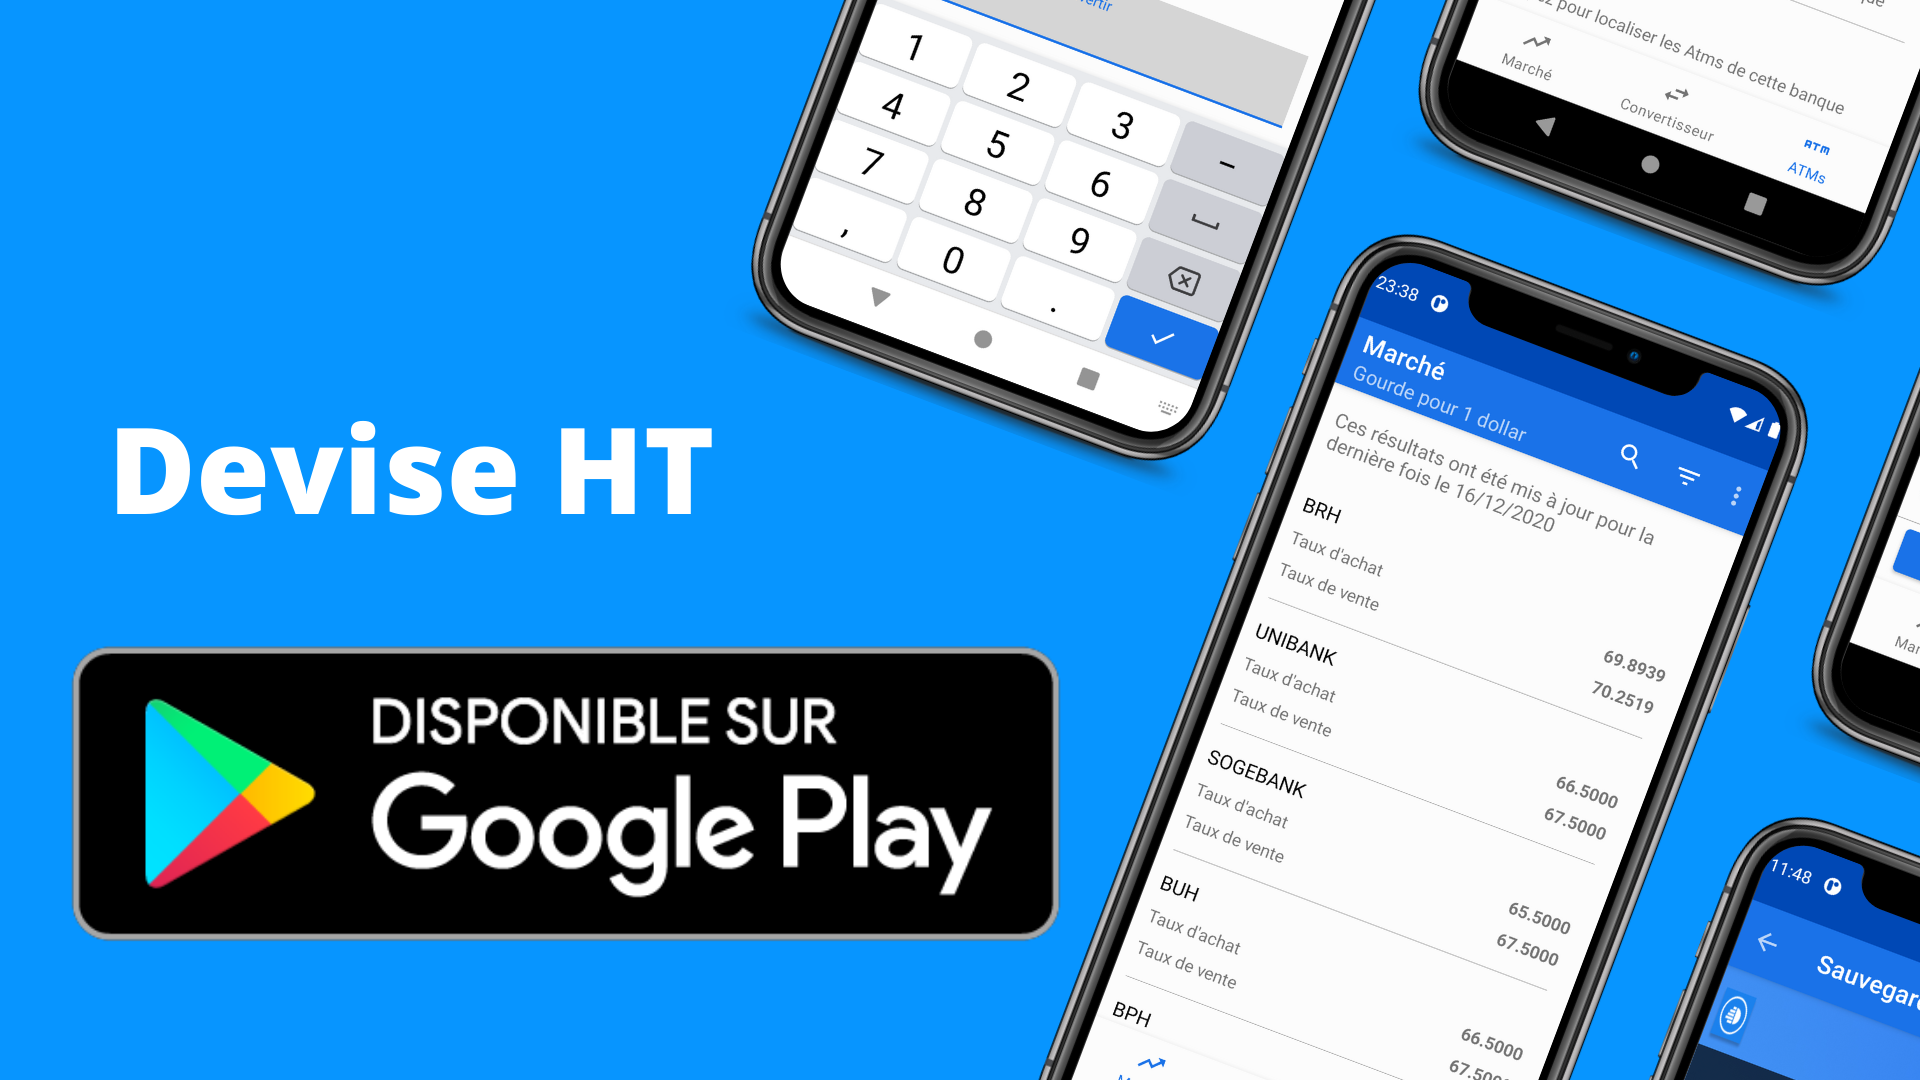 Devise HT
DISPONIBLE SUR
Google Play
1
2
3
-
4
5
6
7
8
9
,
0
.
pour localiser les Atms de cette banque
Marché
Convertisseur
ATM
ATMs
23:38
Marché
Gourde pour 1 dollar
Ces résultats ont été mis à jour pour la
dernière fois le 16/12/2020
BRH
Taux d'achat 69.8939
Taux de vente 70.2519
UNIBANK
Taux d'achat 66.5000
Taux de vente 67.5000
SOGEBANK
Taux d'achat 65.5000
Taux de vente 67.5000
BUH
Taux d'achat 66.5000
Taux de vente 67.500
BPH
11:48
Sauvegar